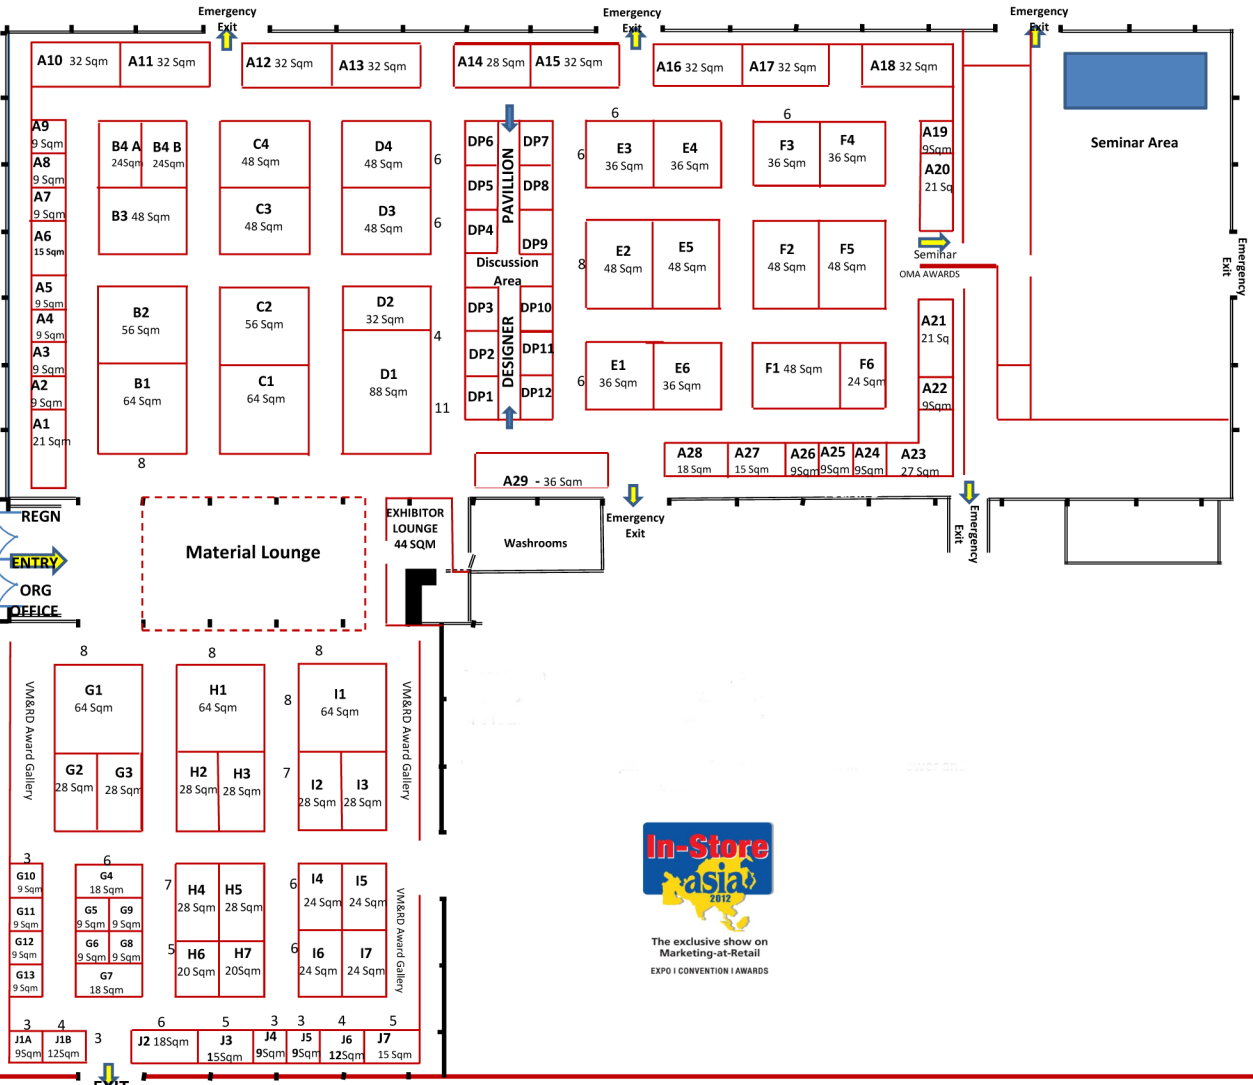 Emergency
Exit
Emergency
Exit
Emergency
Exit
A10 32 Sqm
A11 32 Sqm
A12 32 Sqm
A13 32 Sqm
A14 28 Sqm
A15 32 Sqm
A16 32 Sqm
A17 32 Sqm
A18 32 Sqm
A9
9 Sqm
A8
9 Sqm
A7
9 Sqm
A6
15 Sqm
A5
9 Sqm
A4
9 Sqm
A3
9 Sqm
A2
9 Sqm
A1
21 Sqm
B4 A
24Sqm
B4 B
24Sqm
B3 48 Sqm
B2
56 Sqm
B1
64 Sqm
8
C4
48 Sqm
C3
48 Sqm
C2
56 Sqm
C1
64 Sqm
D4
48 Sqm
6
D3
48 Sqm
6
D2
32 Sqm
4
D1
88 Sqm
11
DP6
DP5
DP4
PAVILLION
DP7
DP8
DP9
Discussion
Area
DP3
DP2
DP1
DESIGNER
DP10
DP11
DP12
6
6
E3
36 Sqm
E4
36 Sqm
8
E2
48 Sqm
E5
48 Sqm
6
E1
36 Sqm
E6
36 Sqm
6
F3
36 Sqm
F4
36 Sqm
F2
48 Sqm
F5
48 Sqm
F1 48 Sqm
F6
24 Sqm
A19
9Sqm
A20
21 Sq
Seminar
OMA AWARDS
A21
21 Sq
A22
9Sqm
Seminar Area
Emergency
Exit
A29 - 36 Sqm
A28
18 Sqm
A27
15 Sqm
A26
9Sqm
A25
9Sqm
A24
9Sqm
A23
27 Sqm
REGN
ENTRY
ORG
OFFICE
Material Lounge
EXHIBITOR
LOUNGE
44 SQM
Washrooms
Emergency
Exit
Emergency
Exit
8
8
8
VM&RD Award Gallery
G1
64 Sqm
G2
28 Sqm
G3
28 Sqm
H1
64 Sqm
H2
28 Sqm
H3
28 Sqm
8
I1
64 Sqm
7
I2
28 Sqm
I3
28 Sqm
VM&RD Award Gallery
3
G10
9 Sqm
G11
9 Sqm
G12
9 Sqm
G13
9 Sqm
6
G4
18 Sqm
G5
9 Sqm
G9
9 Sqm
G6
9 Sqm
G8
9 Sqm
G7
18 Sqm
7
H4
28 Sqm
H5
28 Sqm
5
H6
20 Sqm
H7
20Sqm
6
I4
24 Sqm
I5
24 Sqm
6
I6
24 Sqm
I7
24 Sqm
VM&RD Award Gallery
3
J1A
9Sqm
4
J1B
12Sqm
3
6
J2 18Sqm
5
J3
15Sqm
3
J4
9Sqm
3
J5
9Sqm
4
J6
12Sqm
5
J7
15 Sqm
EXIT
In-Store
asia
2012
The exclusive show on
Marketing-at-Retail
EXPO I CONVENTION I AWARDS